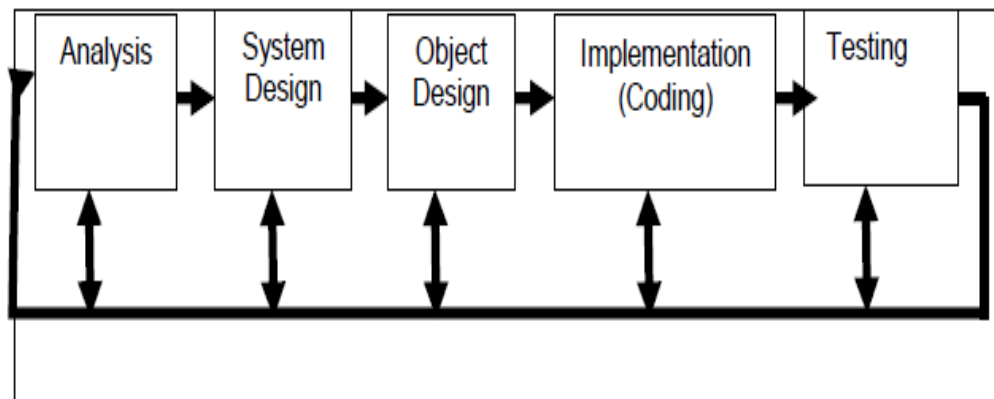 Analysis
System
Design
Object
Design
Implementation
(Coding)
Testing